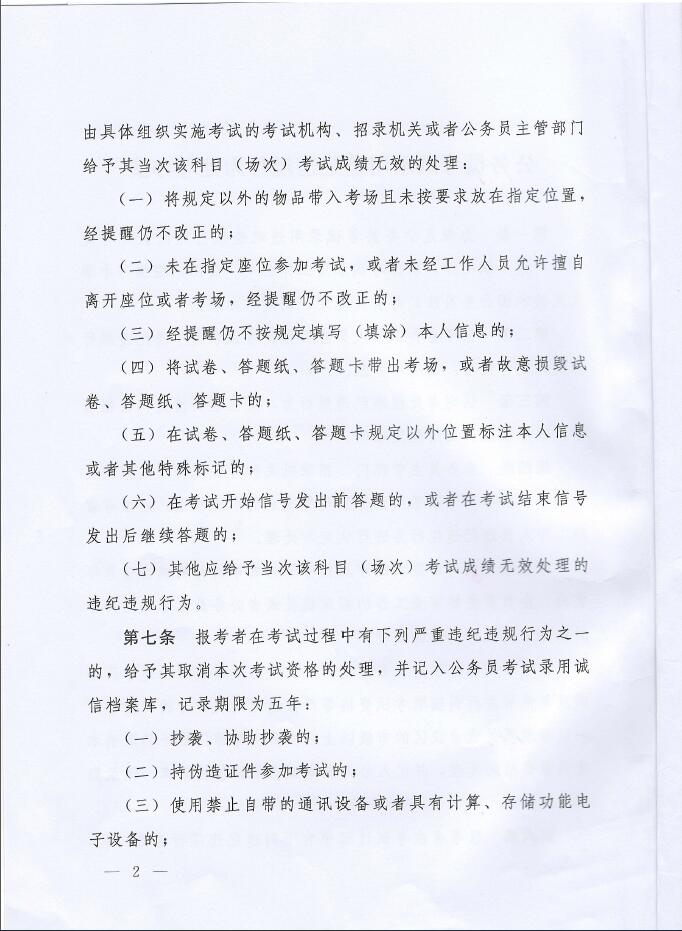 由具体组织实施考试的考试机构、招录机关或者公务员主管部门
给予其当次该科目（场次）考试成绩无效的处理：
（一）将规定以外的物品带入考场且未按要求放在指定位置，
经提醒仍不改正的；
（二）未在指定座位参加考试，或者未经工作人员允许擅自
离开座位或者考场，经提醒仍不改正的；
（三）经提醒仍不按规定填写（填涂）本人信息的；
（四）将试卷、答题纸、答题卡带出考场，或者故意损毁试
卷、答题纸、答题卡的；
（五）在试卷、答题纸、答题卡规定以外位置标注本人信息
或者其他特殊标记的；
（六）在考试开始信号发出前答题的，或者在考试结束信号
发出后继续答题的；
（七）其他应给予当次该科目（场次）考试成绩无效处理的
违纪违规行为。
第七条　报考者在考试过程中有下列严重违纪违规行为之一
的，给予其取消本次考试资格的处理，并记入公务员考试录用诚
信档案库，记录期限为五年：
（一）抄袭、协助抄袭的；
（二）持伪造证件参加考试的；
（三）使用禁止自带的通讯设备或者具有计算、存储功能电
子设备的；
— 2 —